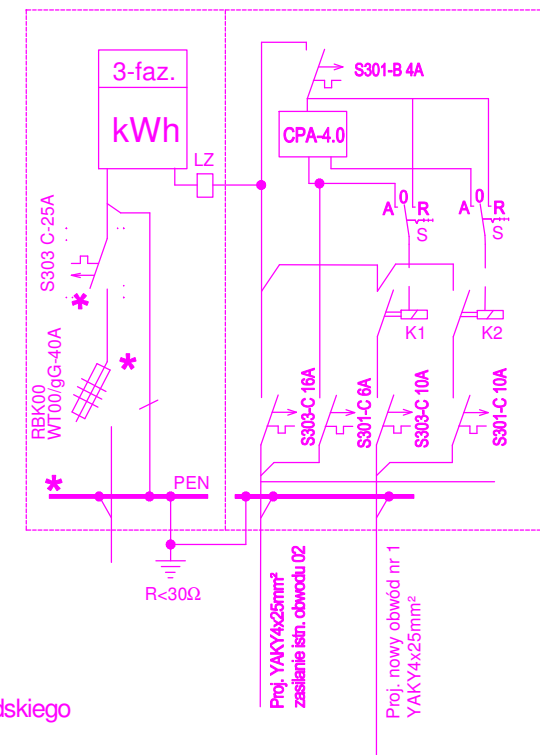 3-faz.
kWh
LZ
S303 C-25A
*
RBK00
WT00/gG-40A
*
*
PEN
R<30Ω
S301-B 4A
CPA-4.0
A 0 R
S
A 0 R
S
K1
K2
S303-C 16A
S301-C 6A
S303-C 10A
S301-C 10A
Proj. YAKY4x25mm²
zasilanie istn. obwodu 02
Proj. nowy obwód nr 1
YAKY4x25mm²
dskiego